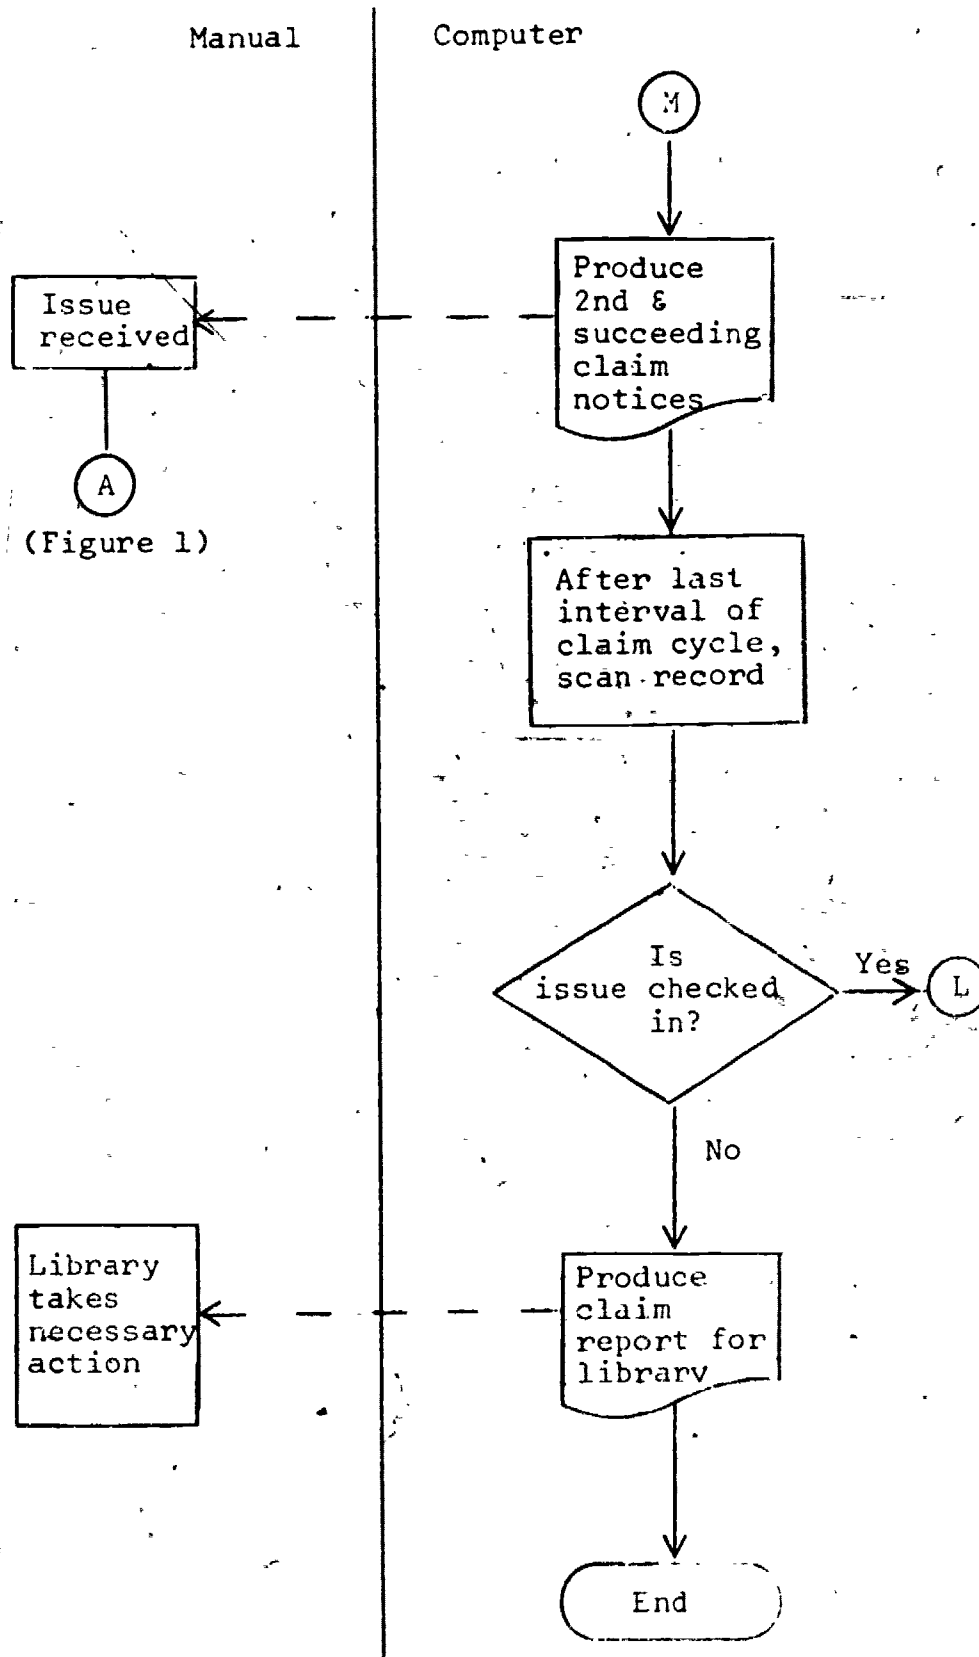 Manual
Computer
M
Produce
2nd &
succeeding
claim
notices
Issue
received
A
(Figure 1)
After last
interval of
claim cycle,
scan record
Is
issue checked
in?
Yes
L
No
Library
takes
necessary
action
Produce
claim
report for
library
End